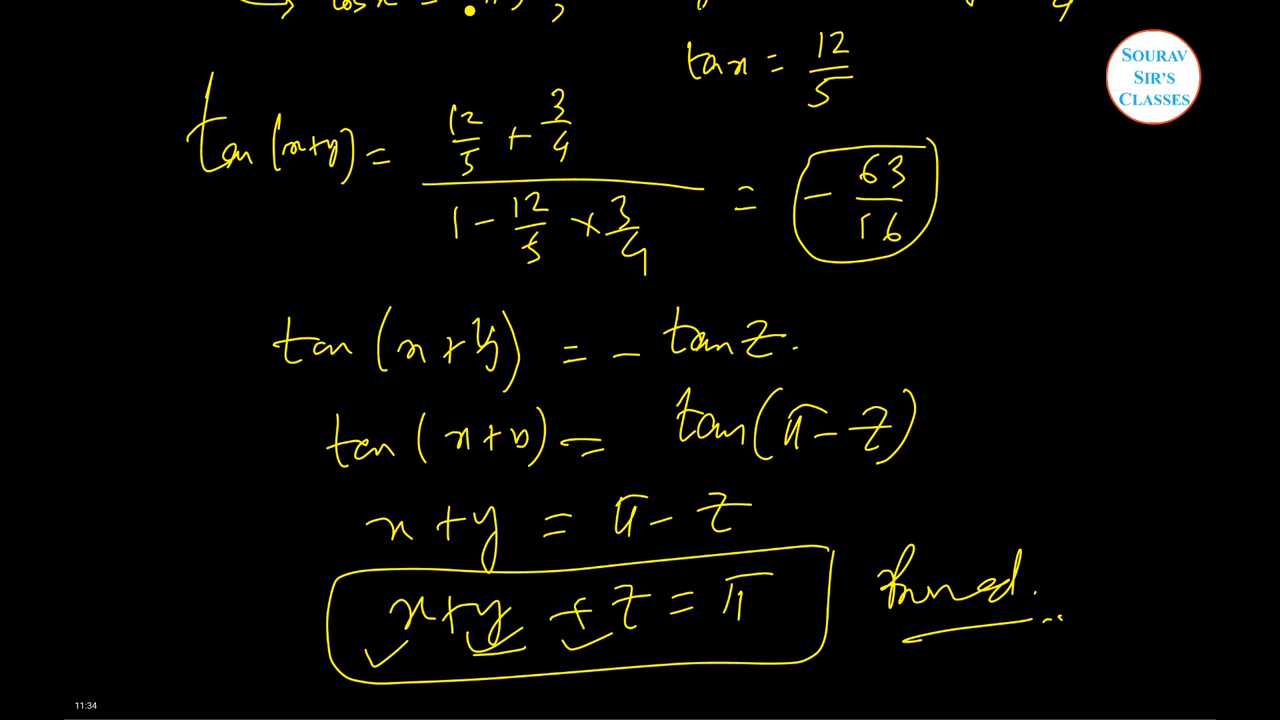 cos x =
tan x = 12/5
SOURAV
SIR'S
CLASSES
tan (x+y) = (12/5 + 3/4) / (1 - 12/5 × 3/4) = - 63/16
tan (x + y) = - tan z.
tan (x+y) = tan (π - z)
x + y = π - z
x+y + z = π
Proved.
11:34